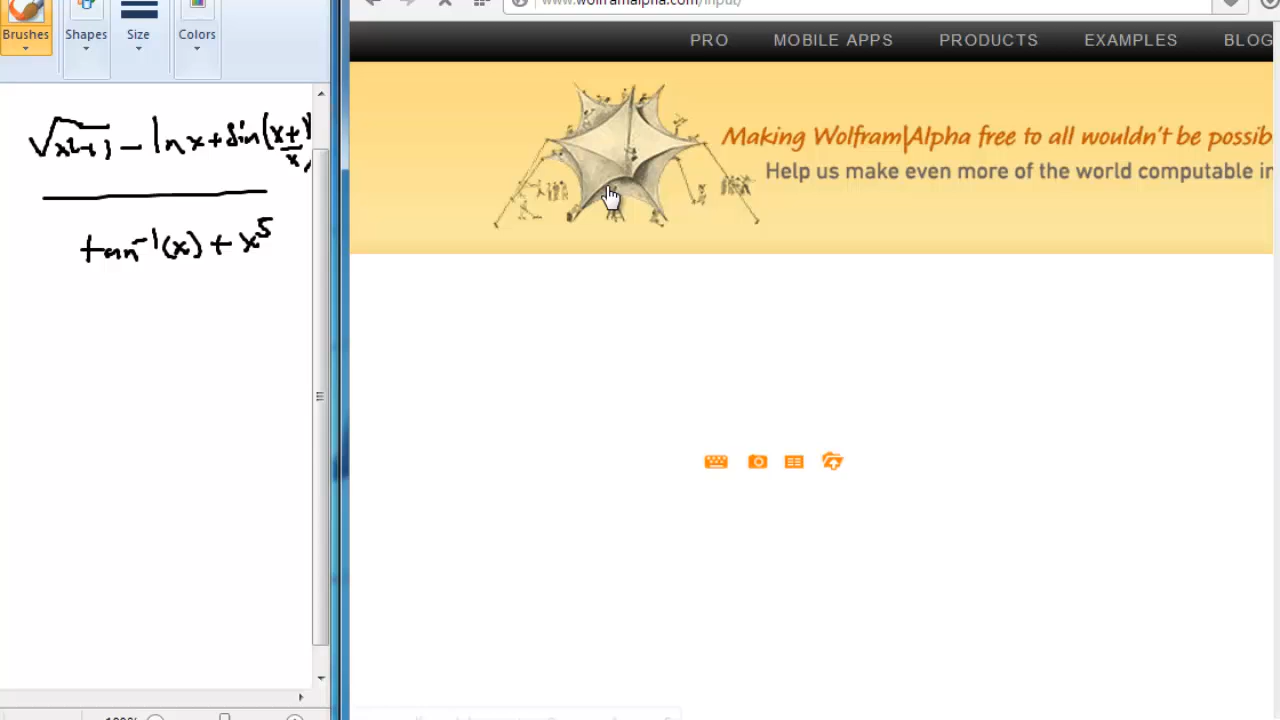 www.wolframalpha.com/input/
PRO MOBILE APPS PRODUCTS EXAMPLES BLOG
Brushes Shapes Size Colors
Making Wolfram|Alpha free to all wouldn't be possib
Help us make even more of the world computable in
√x²+1 - ln x + sin(x+1/x)
tan⁻¹(x) + x⁵
100%